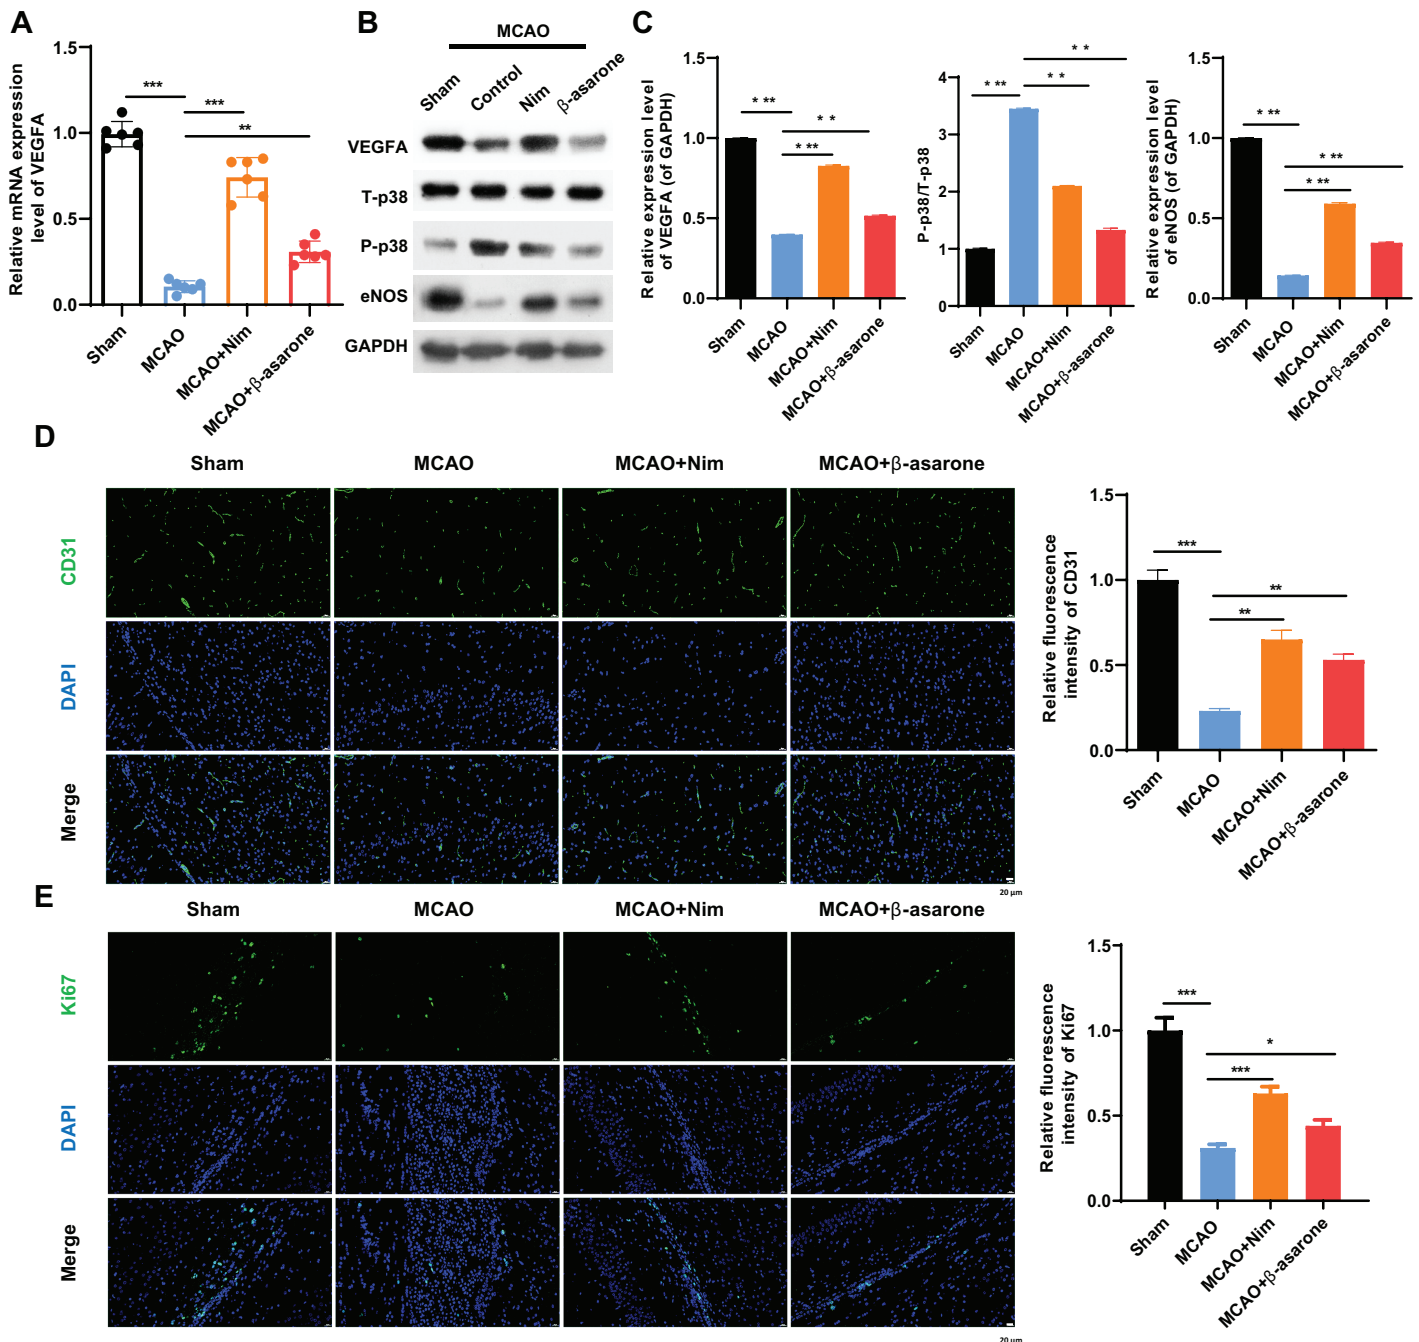 A
Relative mRNA expression
level of VEGFA
1.5
1.0
0.5
0.0
***
***
**
Sham
MCAO
MCAO+Nim
MCAO+β-asarone
B
MCAO
Sham
Control
Nim
β-asarone
VEGFA
T-p38
P-p38
eNOS
GAPDH
C
Relative expression level
of VEGFA (of GAPDH)
1.5
1.0
0.5
0.0
* **
* *
* **
Sham
MCAO
MCAO+Nim
MCAO+β-asarone
P-p38/T-p38
4
3
2
1
0
* *
* **
* *
Sham
MCAO
MCAO+Nim
MCAO+β-asarone
Relative expression level
of eNOS (of GAPDH)
1.5
1.0
0.5
0.0
* **
* **
* **
Sham
MCAO
MCAO+Nim
MCAO+β-asarone
D
Sham
MCAO
MCAO+Nim
MCAO+β-asarone
CD31
DAPI
Merge
20 μm
Relative fluorescence
intensity of CD31
1.5
1.0
0.5
0.0
***
**
**
Sham
MCAO
MCAO+Nim
MCAO+β-asarone
E
Sham
MCAO
MCAO+Nim
MCAO+β-asarone
Ki67
DAPI
Merge
20 μm
Relative fluorescence
intensity of Ki67
1.5
1.0
0.5
0.0
***
*
***
Sham
MCAO
MCAO+Nim
MCAO+β-asarone